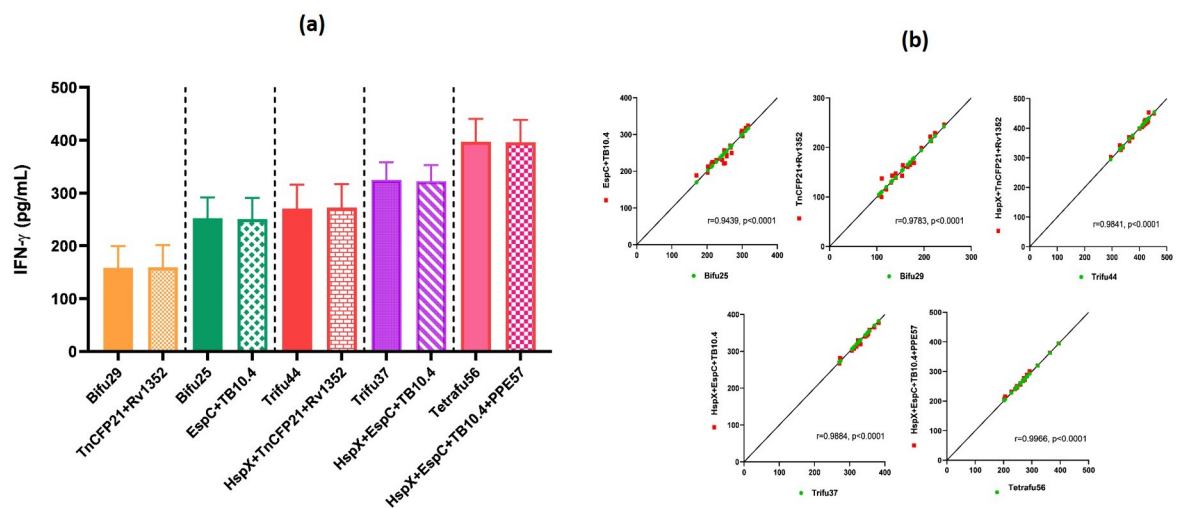 (a)
IFN-γ (pg/mL)
500
400
300
200
100
0
Bifu29
TnCFP21+Rv1352
Bifu25
EspC+TB10.4
Trifu44
HspX+TnCFP21+Rv1352
Trifu37
HspX+EspC+TB10.4
Tetrafu56
HspX+EspC+TB10.4+PPE57
(b)
EspC+TB10.4
400
300
200
100
0
r=0.9439, p<0.0001
0 100 200 300 400
Bifu25
TnCFP21+Rv1352
300
200
100
0
r=0.9783, p<0.0001
0 100 200 300
Bifu29
HspX+TnCFP21+Rv1352
500
400
300
200
100
0
r=0.9841, p<0.0001
0 100 200 300 400 500
Trifu44
HspX+EspC+TB10.4
400
300
200
100
0
r=0.9884, p<0.0001
0 100 200 300 400
Trifu37
HspX+EspC+TB10.4+PPE57
500
400
300
200
100
0
r=0.9966, p<0.0001
0 100 200 300 400 500
Tetrafu56